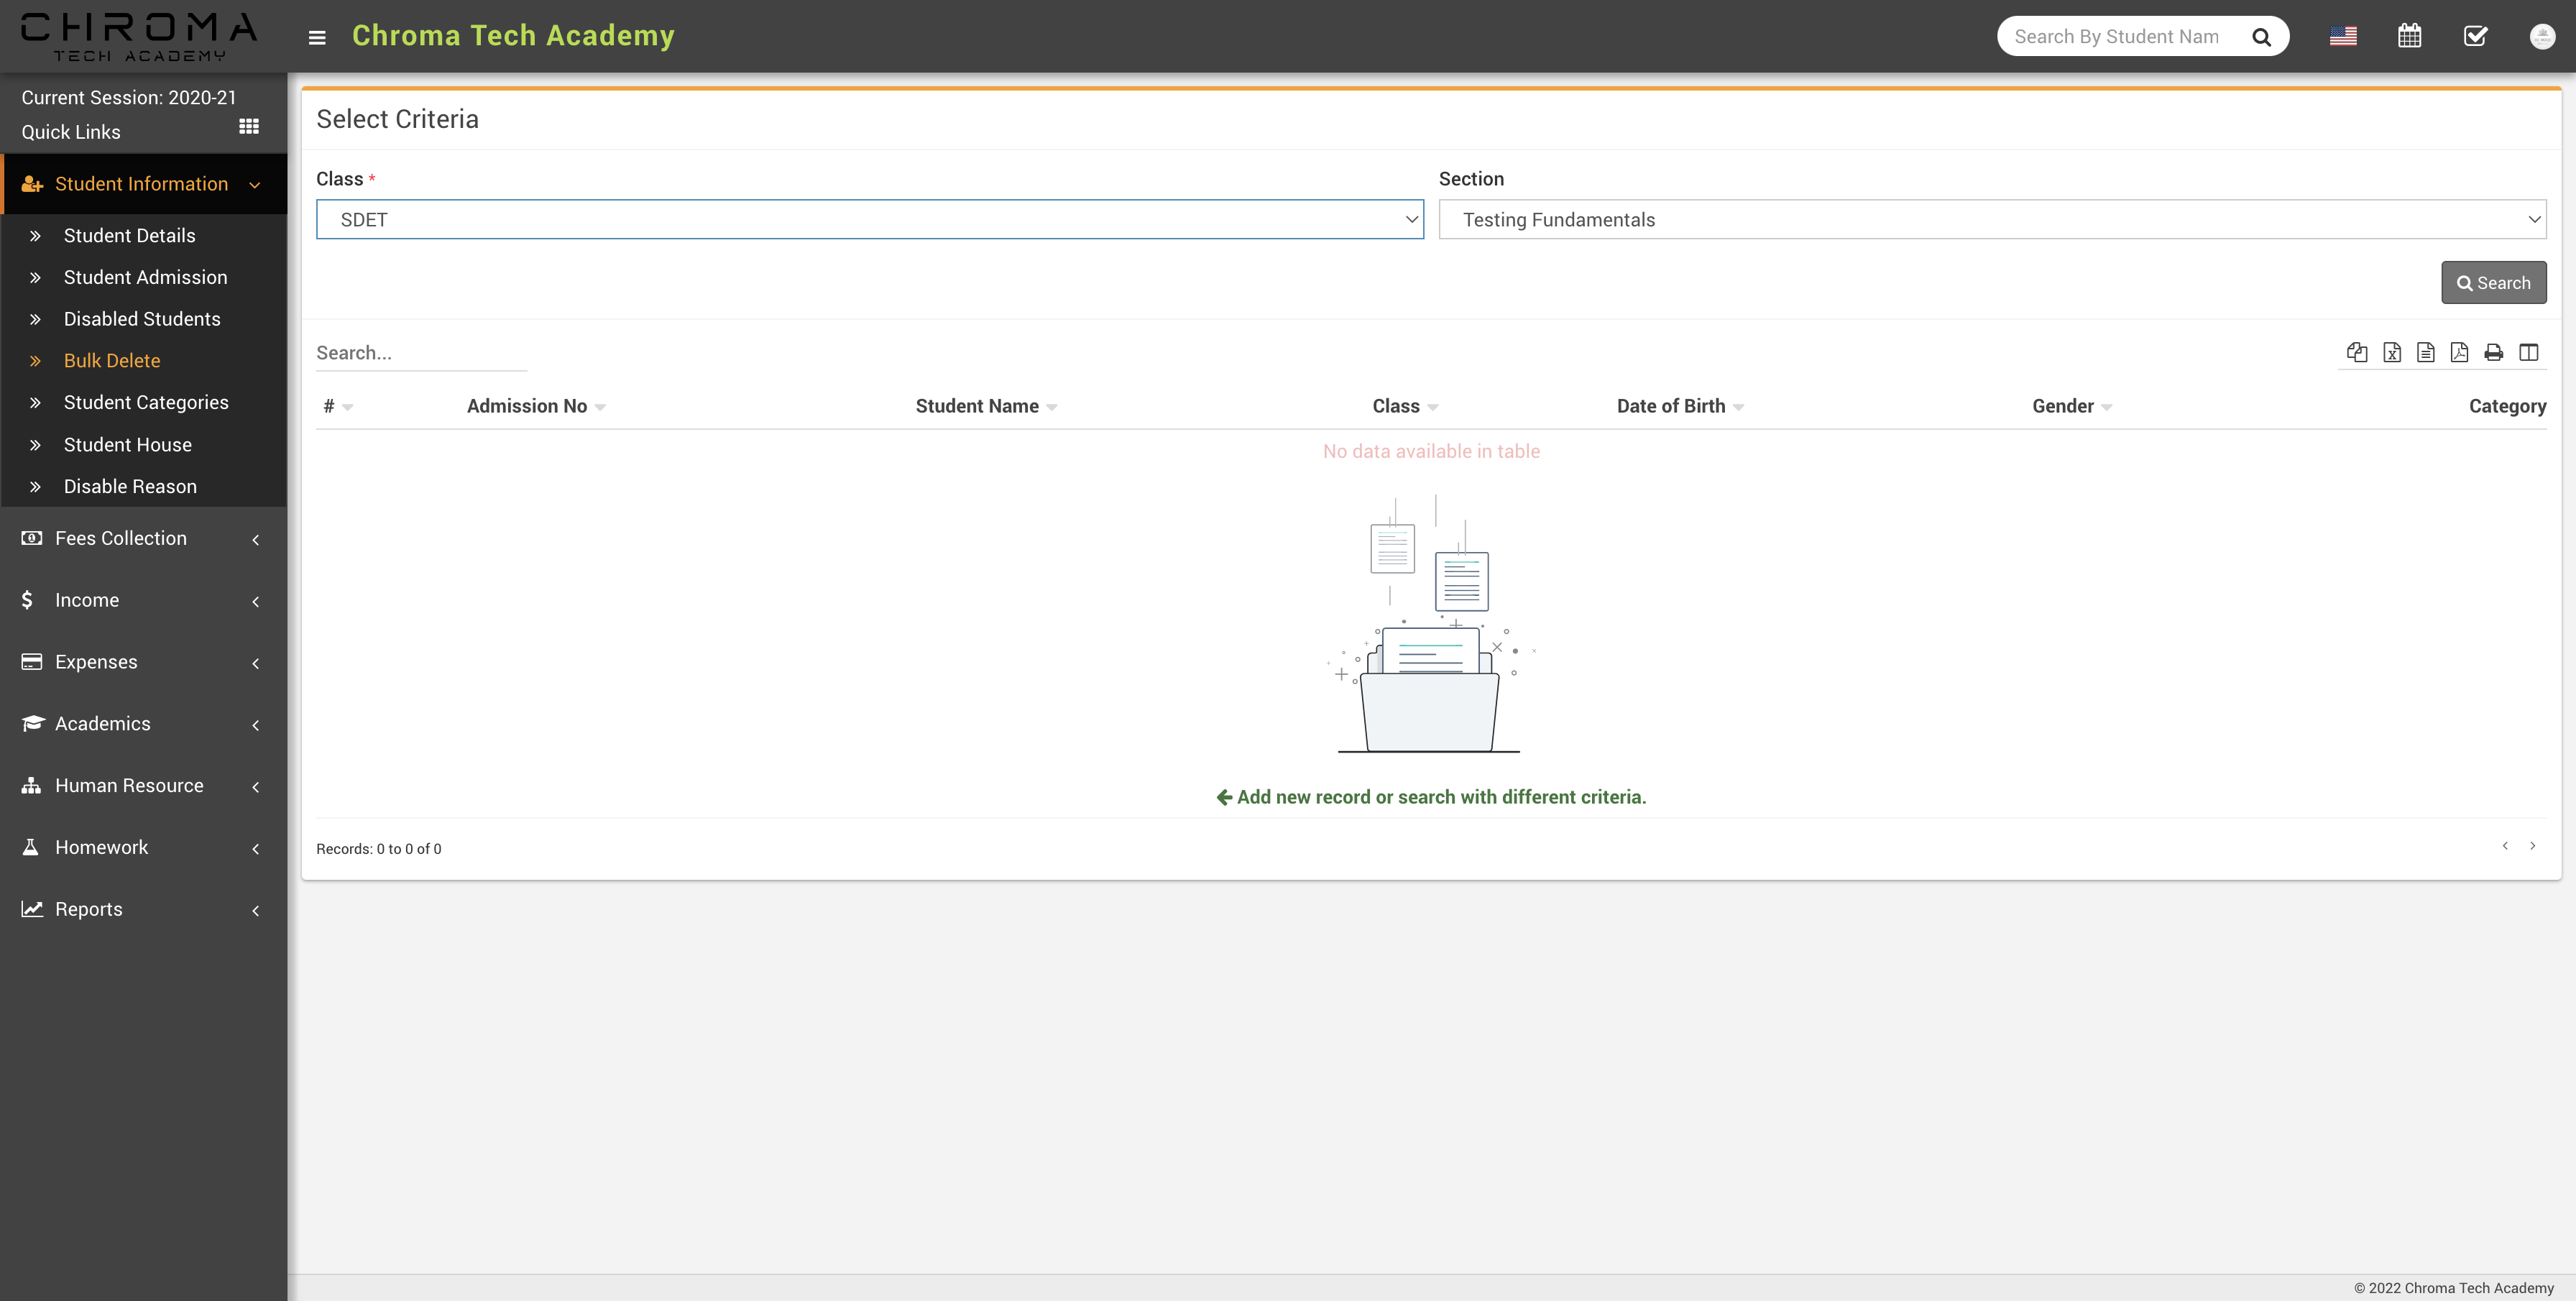 CHROMA
TECH ACADEMY
Chroma Tech Academy
Search By Student Nam
Current Session: 2020-21
Quick Links
Student Information
Student Details
Student Admission
Disabled Students
Bulk Delete
Student Categories
Student House
Disable Reason
Fees Collection
Income
Expenses
Academics
Human Resource
Homework
Reports
Select Criteria
Class *
Section
SDET
Testing Fundamentals
Search
Search...
# Admission No Student Name Class Date of Birth Gender Category
No data available in table
Add new record or search with different criteria.
Records: 0 to 0 of 0
© 2022 Chroma Tech Academy